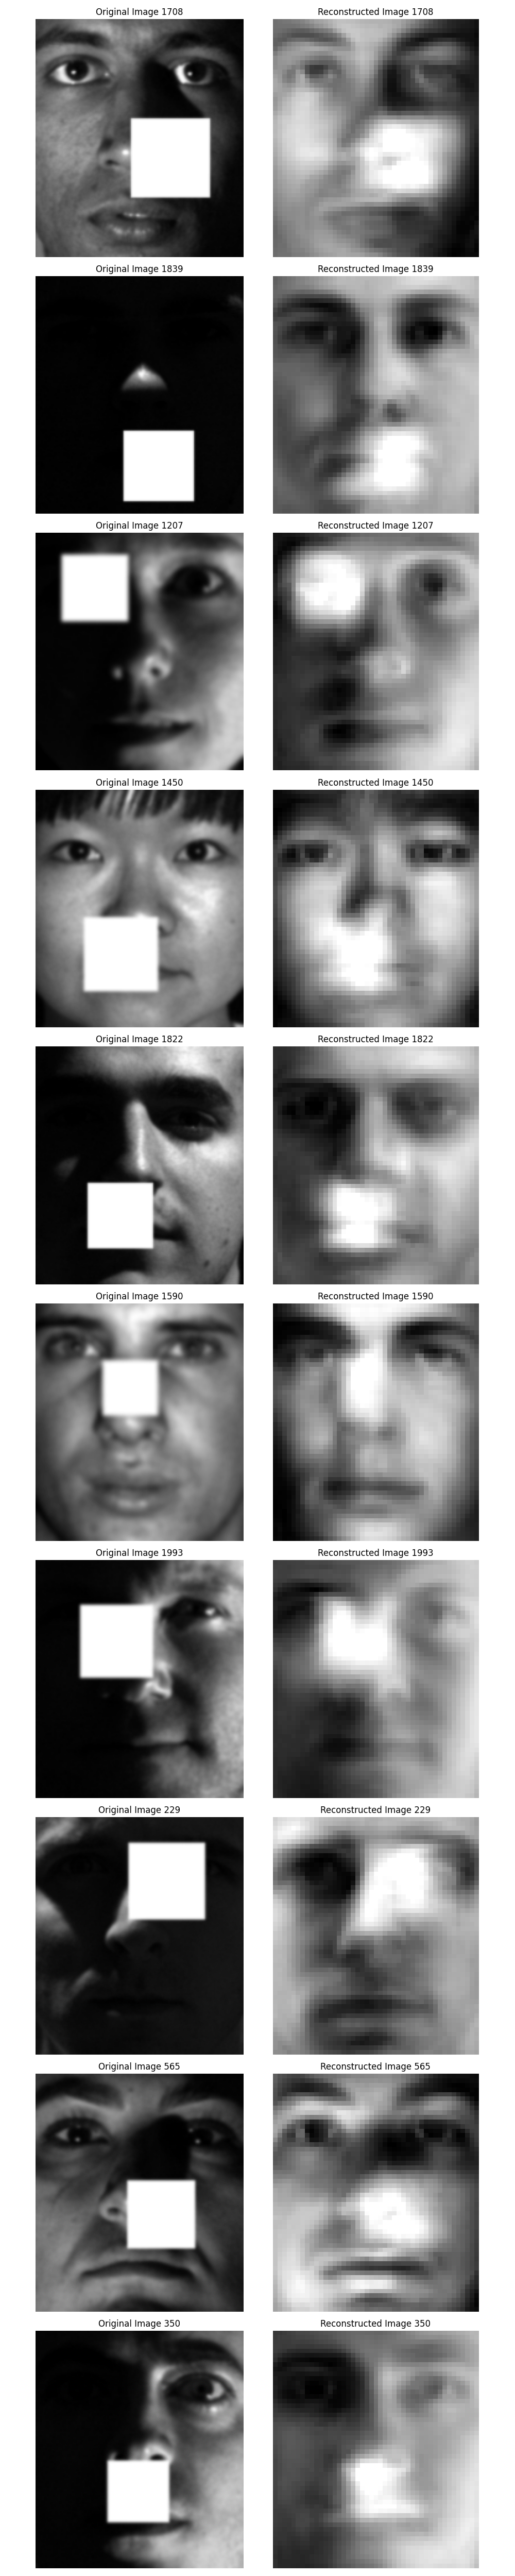 Original Image 1708
Reconstructed Image 1708
Original Image 1839
Reconstructed Image 1839
Original Image 1207
Reconstructed Image 1207
Original Image 1450
Reconstructed Image 1450
Original Image 1822
Reconstructed Image 1822
Original Image 1590
Reconstructed Image 1590
Original Image 1993
Reconstructed Image 1993
Original Image 229
Reconstructed Image 229
Original Image 565
Reconstructed Image 565
Original Image 350
Reconstructed Image 350